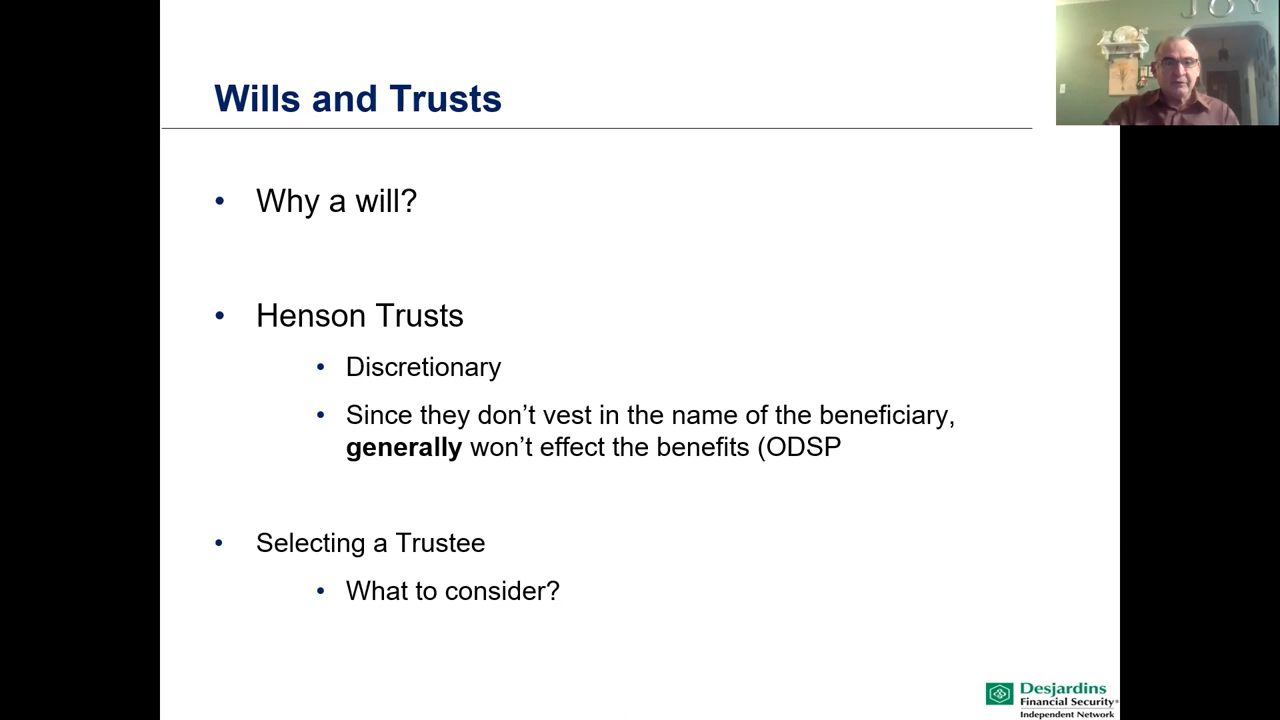 JOY
Wills and Trusts
• Why a will?
• Henson Trusts
• Discretionary
• Since they don’t vest in the name of the beneficiary,
generally won’t effect the benefits (ODSP
• Selecting a Trustee
• What to consider?
Desjardins
Financial Security®
Independent Network